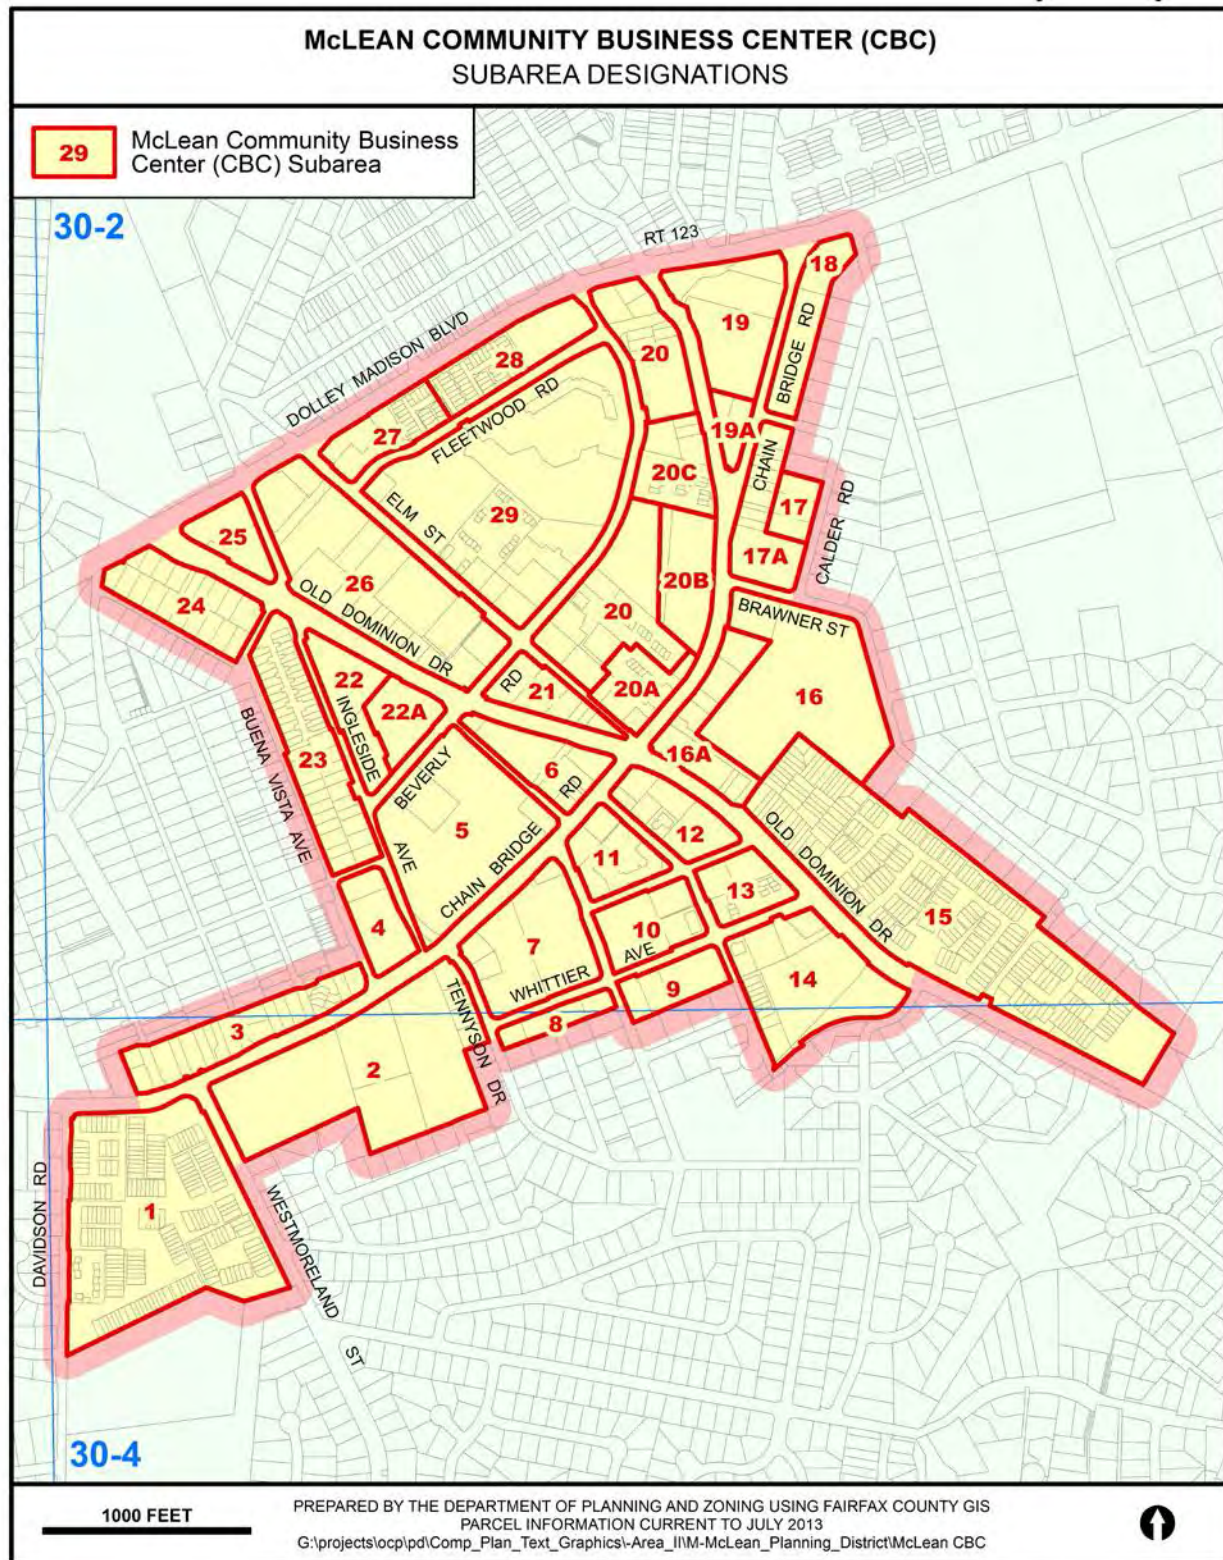 McLEAN COMMUNITY BUSINESS CENTER (CBC)
SUBAREA DESIGNATIONS
29
McLean Community Business
Center (CBC) Subarea
30-2
RT 123
18
19
BRIDGE RD
20
DOLLEY MADISON BLVD
28
27
FLEETWOOD RD
19A
CHAIN
20C
17
CALDER RD
ELM ST
29
25
17A
26
20B
24
OLD DOMINION DR
20
BRAWNER ST
22
INGLESIDE
AVE
22A
RD
21
20A
16
BUENA VISTA AVE
23
BEVERLY
6
RD
16A
5
CHAIN BRIDGE
12
OLD DOMINION DR
11
13
15
4
7
10
WHITTIER
AVE
9
14
TENNYSON DR
3
8
2
DAVIDSON RD
1
WESTMORELAND ST
30-4
1000 FEET
PREPARED BY THE DEPARTMENT OF PLANNING AND ZONING USING FAIRFAX COUNTY GIS
PARCEL INFORMATION CURRENT TO JULY 2013
G:\projects\ocp\pd\Comp_Plan_Text_Graphics\-Area_II\M-McLean_Planning_District\McLean CBC